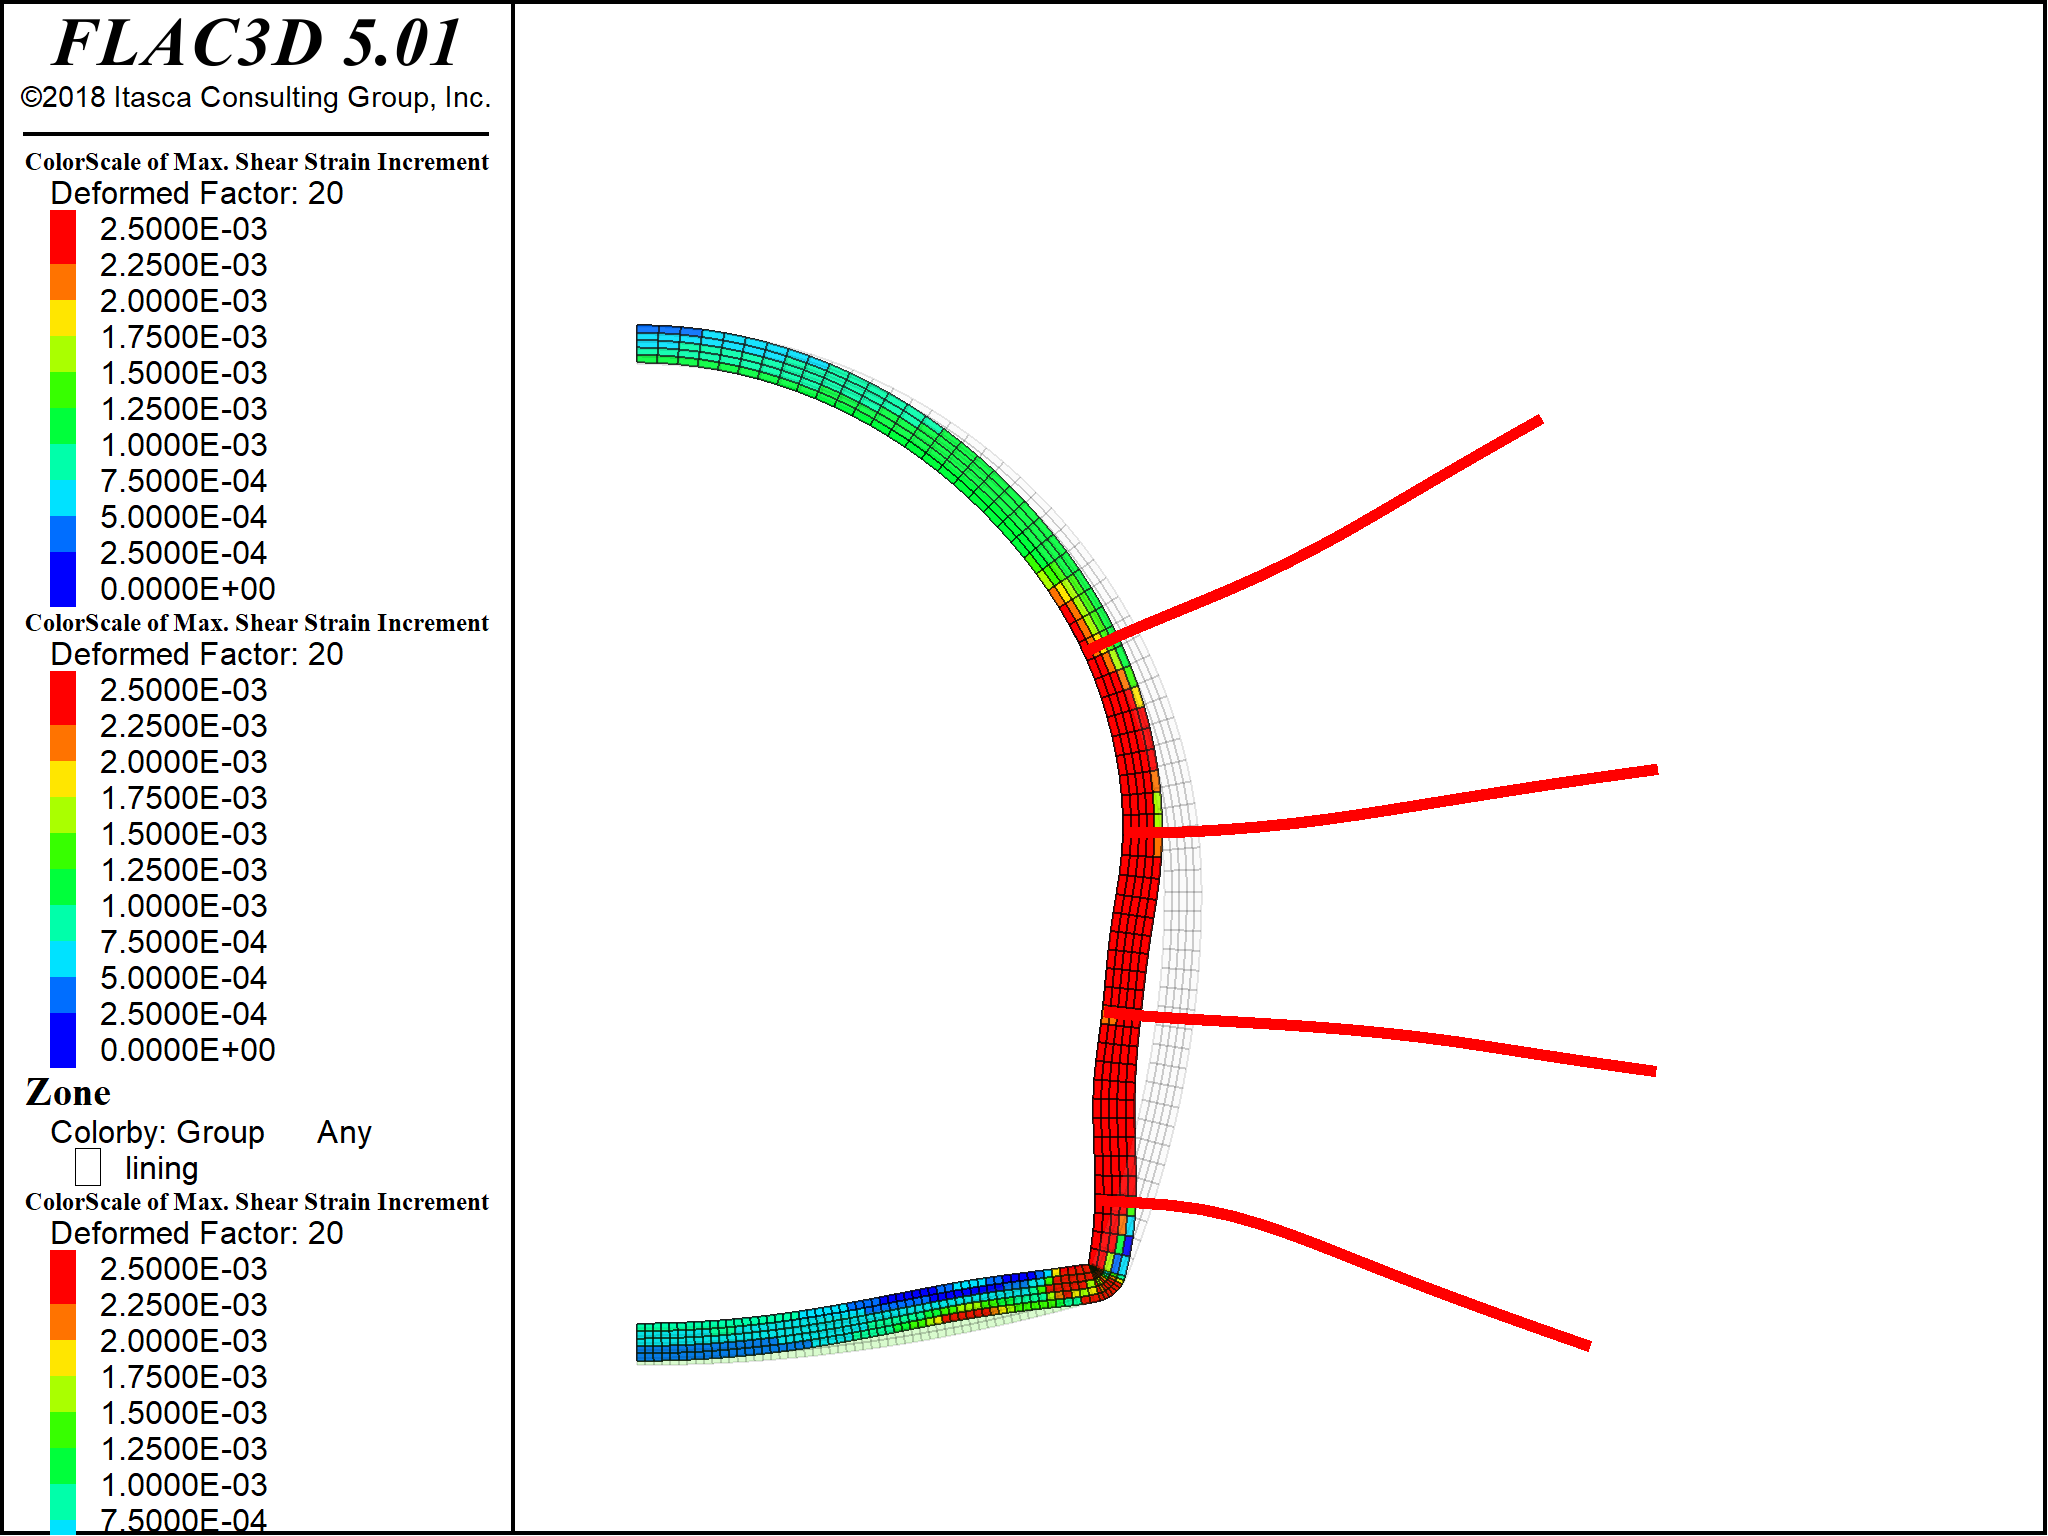 FLAC3D 5.01
©2018 Itasca Consulting Group, Inc.
ColorScale of Max. Shear Strain Increment
Deformed Factor: 20
2.5000E-03
2.2500E-03
2.0000E-03
1.7500E-03
1.5000E-03
1.2500E-03
1.0000E-03
7.5000E-04
5.0000E-04
2.5000E-04
0.0000E+00
ColorScale of Max. Shear Strain Increment
Deformed Factor: 20
2.5000E-03
2.2500E-03
2.0000E-03
1.7500E-03
1.5000E-03
1.2500E-03
1.0000E-03
7.5000E-04
5.0000E-04
2.5000E-04
0.0000E+00
Zone
Colorby: Group Any
lining
ColorScale of Max. Shear Strain Increment
Deformed Factor: 20
2.5000E-03
2.2500E-03
2.0000E-03
1.7500E-03
1.5000E-03
1.2500E-03
1.0000E-03
7.5000E-04